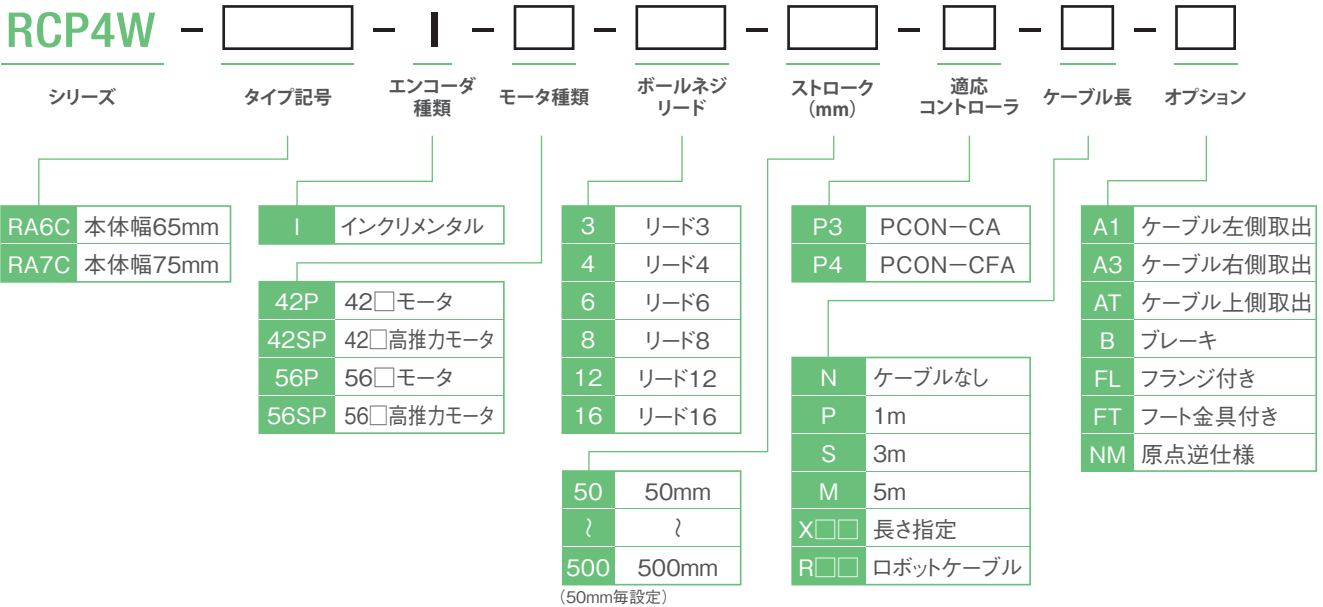 RCP4W - □ - I - □ - □ - □ - □ - □ - □
シリーズ
タイプ記号
エンコーダ
種類
モータ種類
ボールネジ
リード
ストローク
(mm)
適応
コントローラ
ケーブル長
オプション
RA6C 本体幅65mm
RA7C 本体幅75mm
I インクリメンタル
42P 42□モータ
42SP 42□高推力モータ
56P 56□モータ
56SP 56□高推力モータ
3 リード3
4 リード4
6 リード6
8 リード8
12 リード12
16 リード16
50 50mm
~ ~
500 500mm
(50mm毎設定)
P3 PCON-CA
P4 PCON-CFA
N ケーブルなし
P 1m
S 3m
M 5m
X□□ 長さ指定
R□□ ロボットケーブル
A1 ケーブル左側取出
A3 ケーブル右側取出
AT ケーブル上側取出
B ブレーキ
FL フランジ付き
FT フート金具付き
NM 原点逆仕様